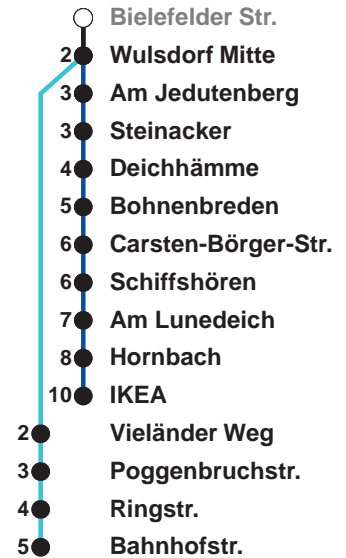 Bielefelder Str.
2 Wulsdorf Mitte
3 Am Jedutenberg
3 Steinacker
4 Deichhämme
5 Bohnenbreden
6 Carsten-Börger-Str.
6 Schiffshören
7 Am Lunedeich
8 Hornbach
10 IKEA
2 Vieländer Weg
3 Poggenbruchstr.
4 Ringstr.
5 Bahnhofstr.